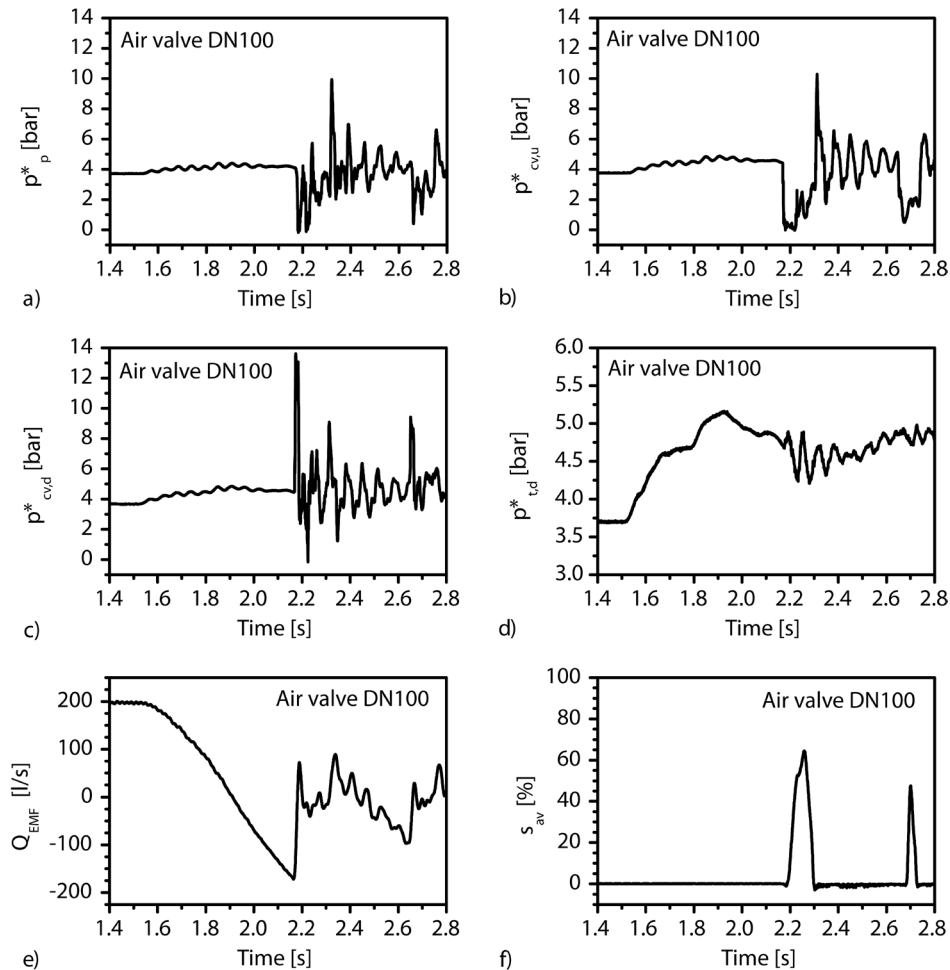 Air valve DN100
14
12
10
8
6
4
2
0
p*p [bar]
1.4 1.6 1.8 2.0 2.2 2.4 2.6 2.8
Time [s]
a)
Air valve DN100
14
12
10
8
6
4
2
0
p*cv,u [bar]
1.4 1.6 1.8 2.0 2.2 2.4 2.6 2.8
Time [s]
b)
Air valve DN100
14
12
10
8
6
4
2
0
p*cv,d [bar]
1.4 1.6 1.8 2.0 2.2 2.4 2.6 2.8
Time [s]
c)
Air valve DN100
6.0
5.5
5.0
4.5
4.0
3.5
3.0
p*t,d [bar]
1.4 1.6 1.8 2.0 2.2 2.4 2.6 2.8
Time [s]
d)
Air valve DN100
200
100
0
-100
-200
QEMF [l/s]
1.4 1.6 1.8 2.0 2.2 2.4 2.6 2.8
Time [s]
e)
Air valve DN100
100
80
60
40
20
0
sav [%]
1.4 1.6 1.8 2.0 2.2 2.4 2.6 2.8
Time [s]
f)